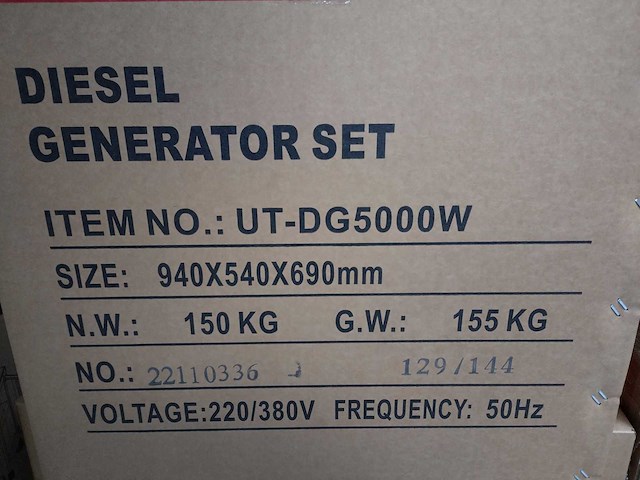 DIESEL
GENERATOR SET
ITEM NO.: UT-DG5000W
SIZE: 940X540X690mm
N.W.: 150 KG G.W.: 155 KG
NO.: 22110336 129/144
VOLTAGE:220/380V FREQUENCY: 50Hz